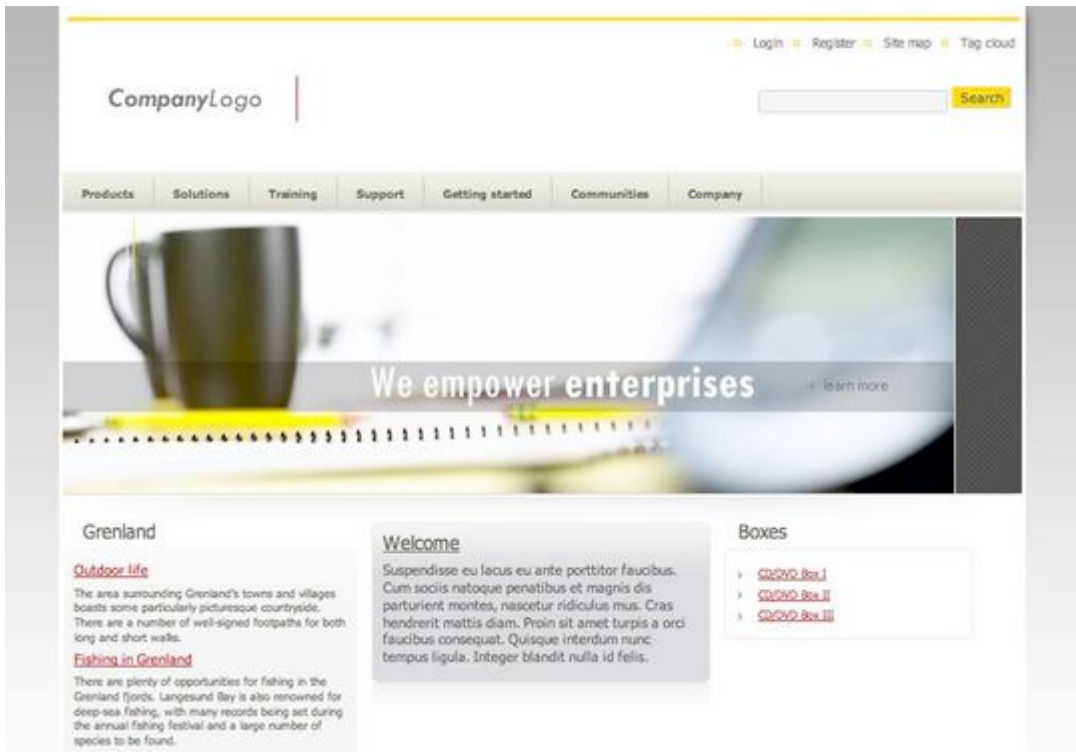 Login Register Site map Tag cloud
CompanyLogo
Search
Products Solutions Training Support Getting started Communities Company
We empower enterprises
learn more
Grenland
Outdoor life
The area surrounding Grenland's towns and villages
boasts some particularly picturesque countryside.
There are a number of well-signed footpaths for both
long and short walks.
Fishing in Grenland
There are plenty of opportunities for fishing in the
Grenland fjords. Langesund Bay is also renowned for
deep-sea fishing, with many records being set during
the annual fishing festival and a large number of
species to be found.
Welcome
Suspendisse eu lacus eu ante porttitor faucibus.
Cum sociis natoque penatibus et magnis dis
parturient montes, nascetur ridiculus mus. Cras
hendrerit mattis diam. Proin sit amet turpis a orci
faucibus consequat. Quisque interdum nunc
tempus ligula. Integer blandit nulla id felis.
Boxes
CD/DVD Box I
CD/DVD Box II
CD/DVD Box III